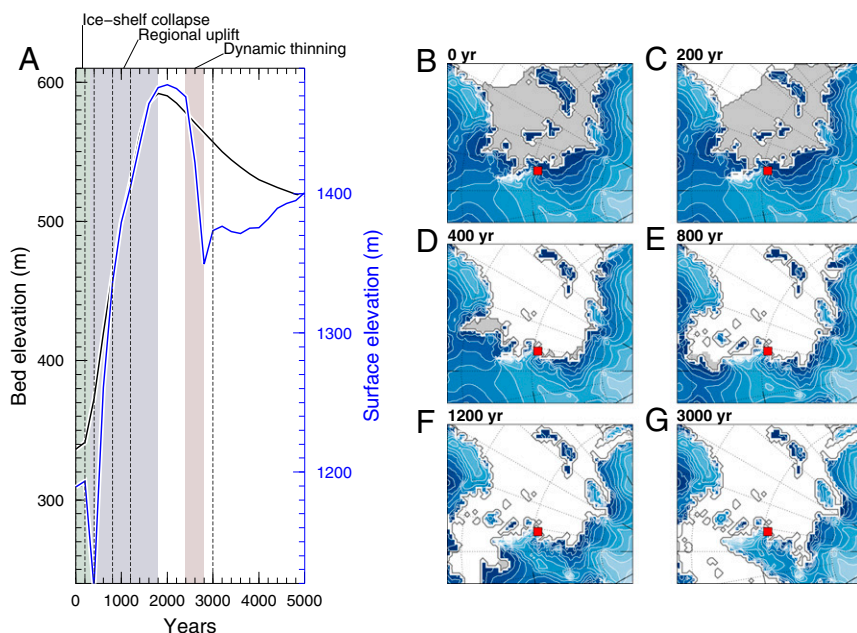 Ice-shelf collapse
Regional uplift
Dynamic thinning
A
600
500
400
300
Bed elevation (m)
1400
1300
1200
Surface elevation (m)
0
1000
2000
3000
4000
5000
Years
B
0 yr
C
200 yr
D
400 yr
E
800 yr
F
1200 yr
G
3000 yr